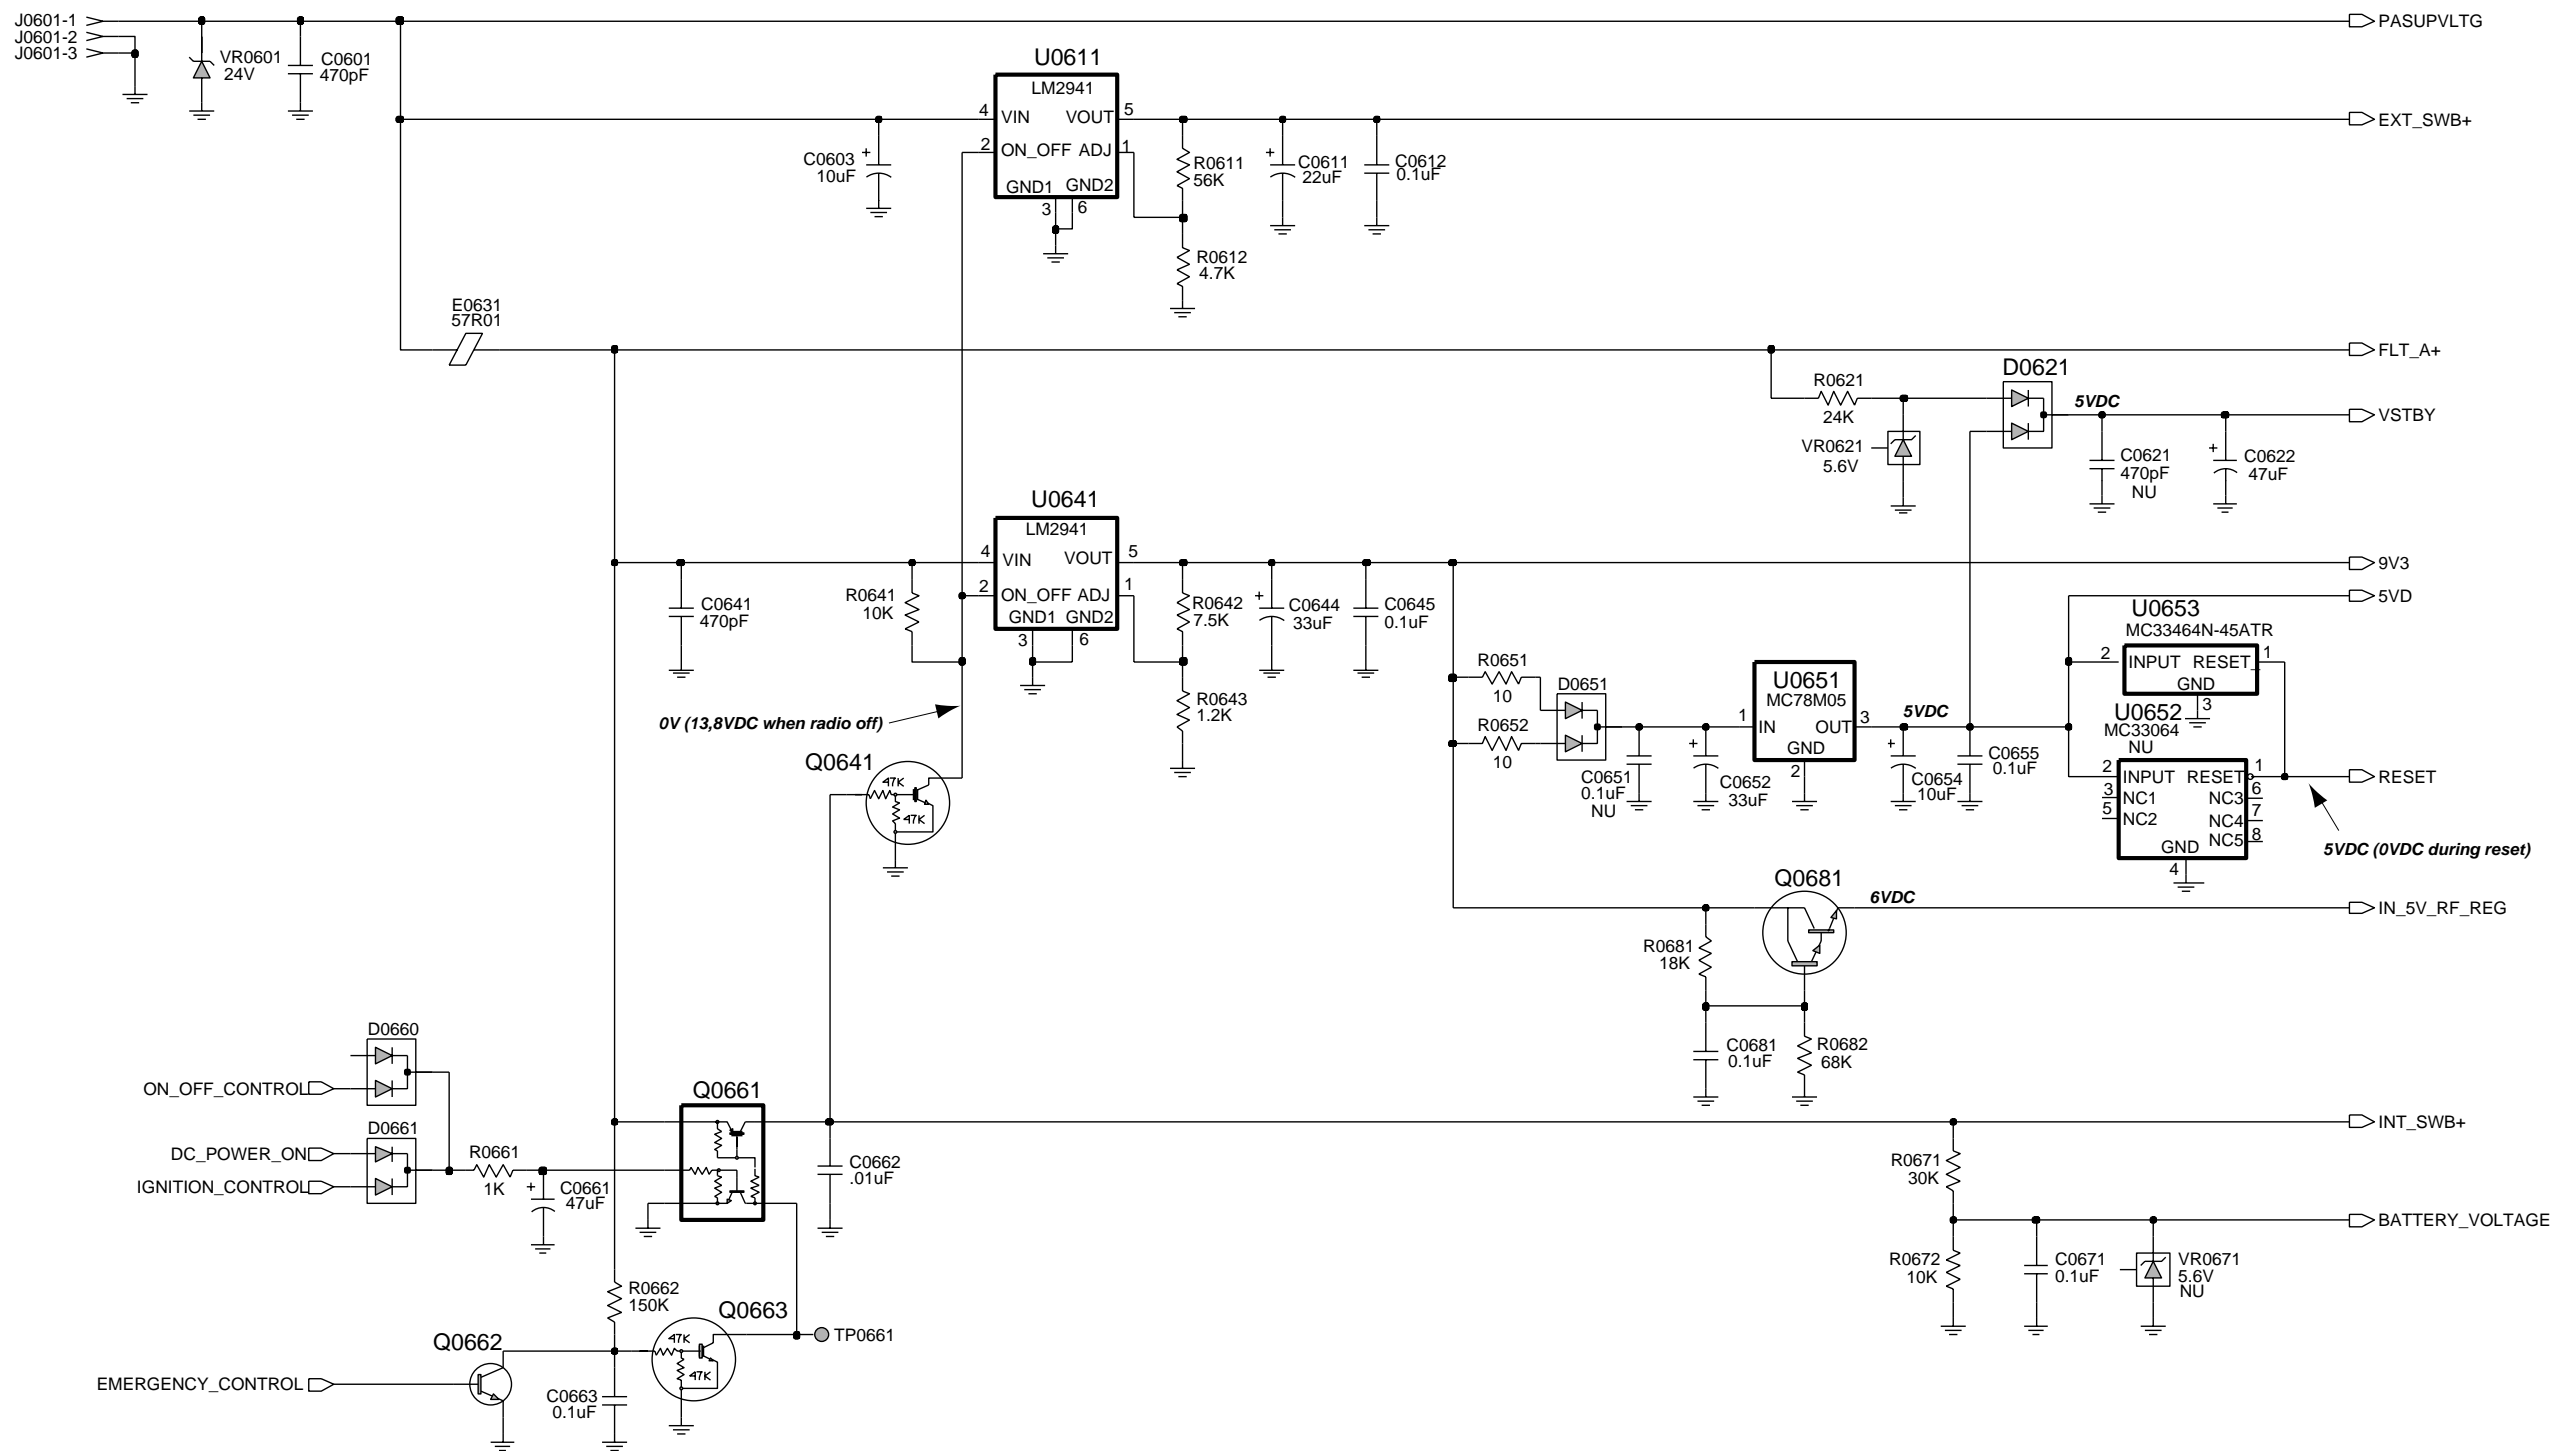 J0601-1
J0601-2
J0601-3
PASUPVLTG
VR0601
24V
C0601
470pF
U0611
LM2941
4
VIN
VOUT
5
2
ON_OFF
ADJ
1
GND1
GND2
3
6
EXT_SWB+
C0603
+
10uF
R0611
56K
+
C0611
22uF
C0612
0.1uF
R0612
4.7K
E0631
57R01
FLT_A+
D0621
R0621
24K
5VDC
VSTBY
VR0621
5.6V
C0621
470pF
NU
+
C0622
47uF
U0641
LM2941
4
VIN
VOUT
5
2
ON_OFF
ADJ
1
GND1
GND2
3
6
9V3
5VD
C0641
470pF
R0641
10K
R0642
7.5K
+
C0644
33uF
C0645
0.1uF
R0643
1.2K
U0653
MC33464N-45ATR
2
INPUT
RESET_
1
GND
3
R0651
10
D0651
R0652
10
U0651
MC78M05
1
IN
OUT
3
GND
2
5VDC
U0652
MC33064
NU
2
INPUT
RESET
1
3
NC1
NC3
6
5
NC2
NC4
7
NC5
8
GND
4
RESET
0V (13,8VDC when radio off)
C0651
0.1uF
NU
+
C0652
33uF
+
C0654
10uF
C0655
0.1uF
5VDC (0VDC during reset)
Q0641
47K
47K
Q0681
6VDC
IN_5V_RF_REG
R0681
18K
C0681
0.1uF
R0682
68K
D0660
ON_OFF_CONTROL
D0661
DC_POWER_ON
IGNITION_CONTROL
R0661
1K
+
C0661
47uF
Q0661
C0662
.01uF
INT_SWB+
R0671
30K
BATTERY_VOLTAGE
R0672
10K
C0671
0.1uF
VR0671
5.6V
NU
R0662
150K
Q0663
47K
47K
TP0661
Q0662
EMERGENCY_CONTROL
C0663
0.1uF